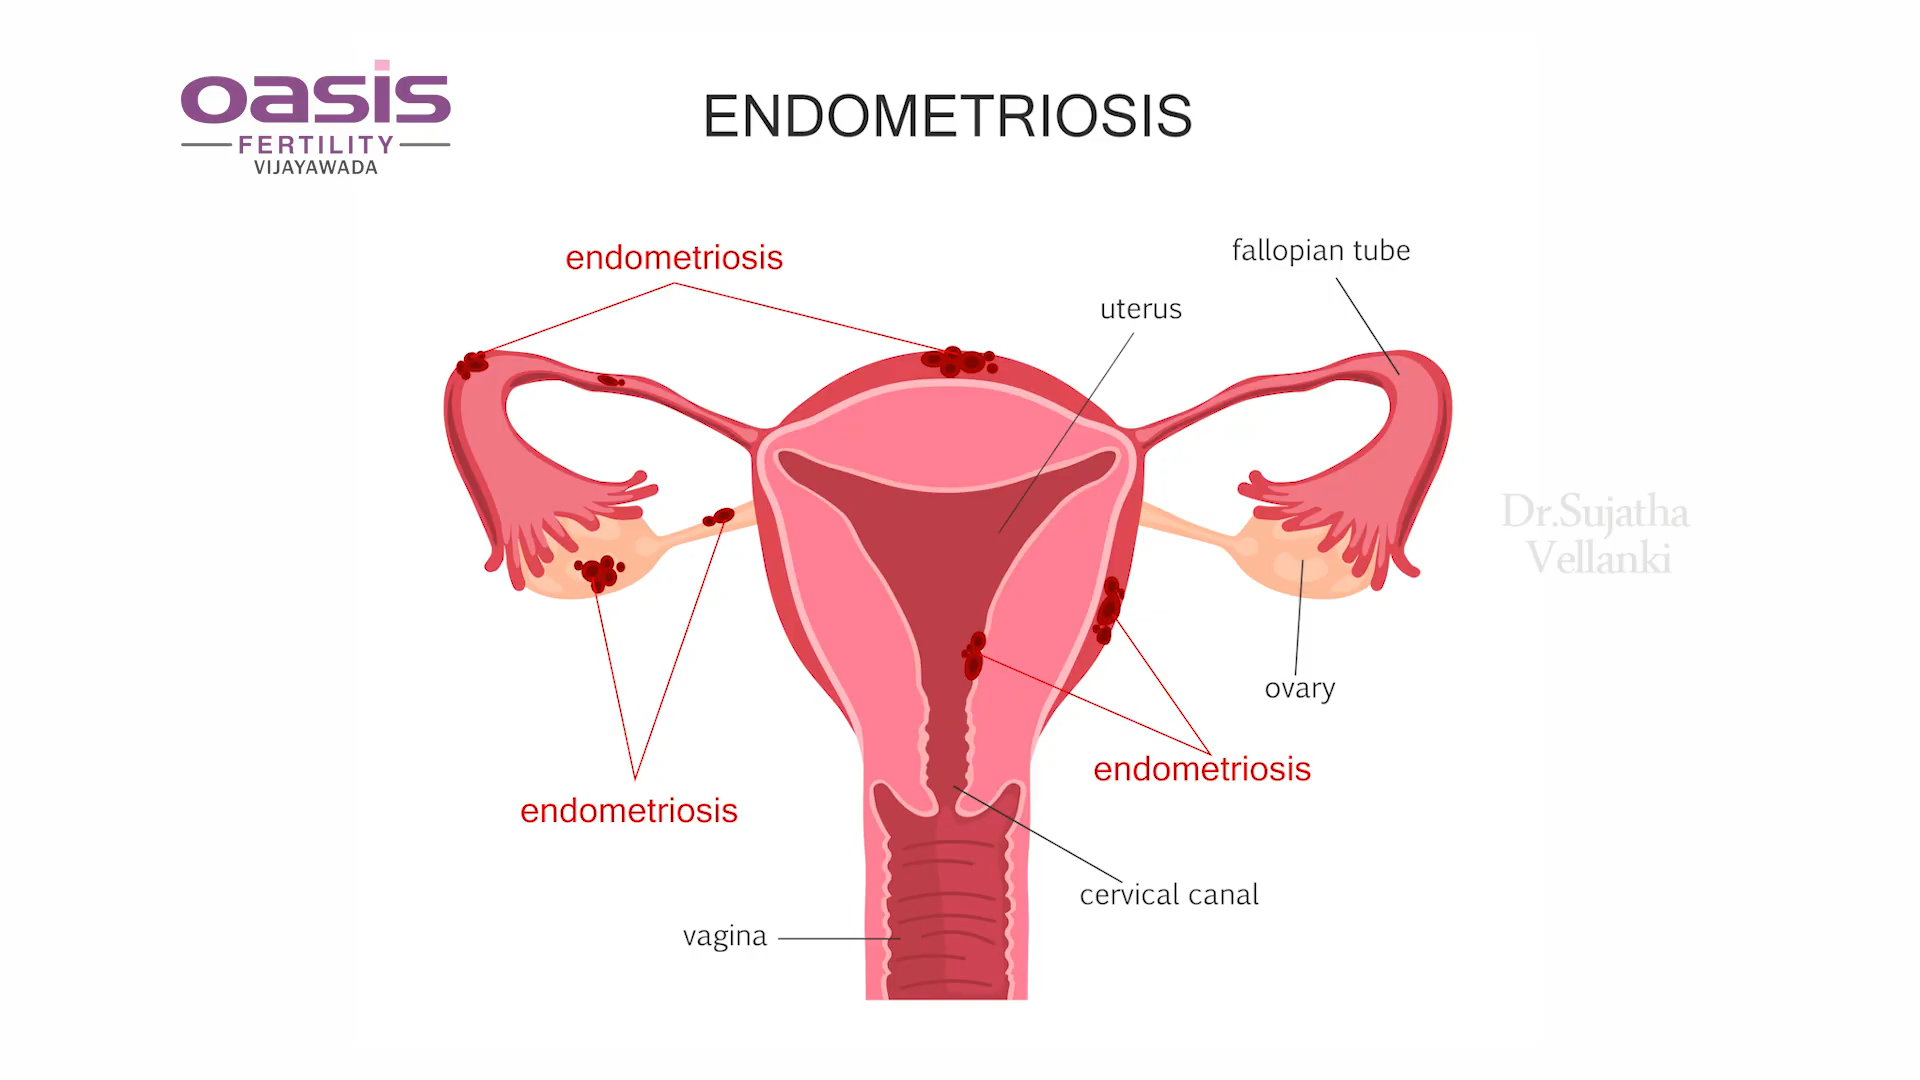 oasis
FERTILITY
VIJAYAWADA
ENDOMETRIOSIS
endometriosis
fallopian tube
uterus
Dr.Sujatha
Vellanki
ovary
endometriosis
endometriosis
cervical canal
vagina